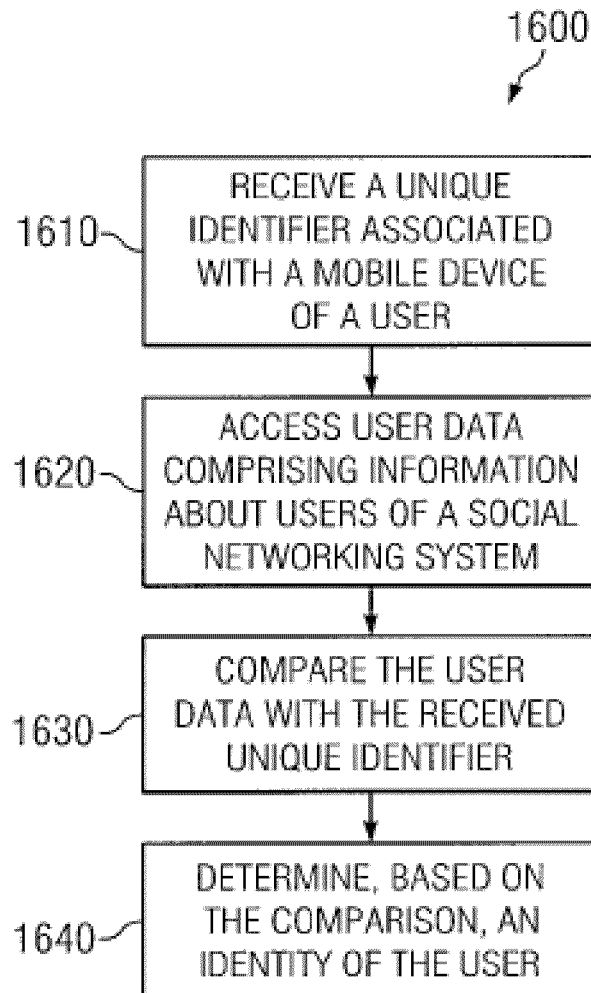 1600
1610
RECEIVE A UNIQUE
IDENTIFIER ASSOCIATED
WITH A MOBILE DEVICE
OF A USER
1620
ACCESS USER DATA
COMPRISING INFORMATION
ABOUT USERS OF A SOCIAL
NETWORKING SYSTEM
1630
COMPARE THE USER
DATA WITH THE RECEIVED
UNIQUE IDENTIFIER
1640
DETERMINE, BASED ON
THE COMPARISON, AN
IDENTITY OF THE USER